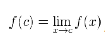 f(c) = lim_{x→c} f(x).